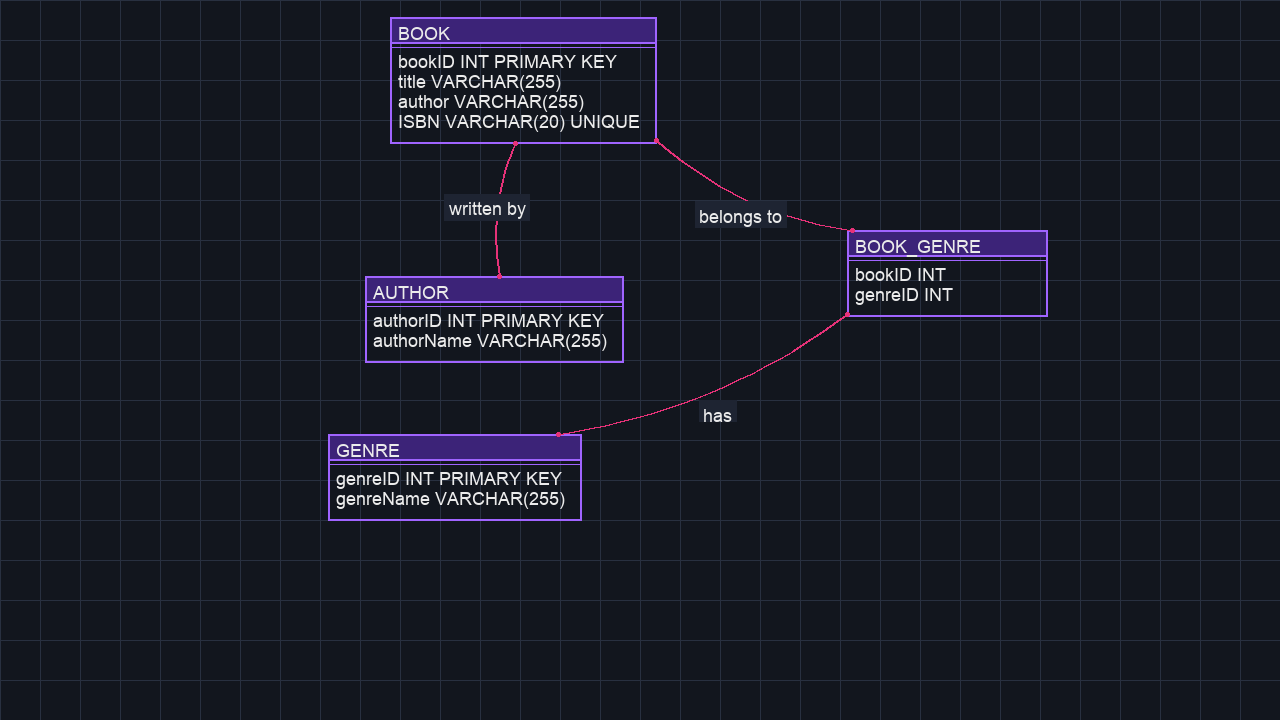 BOOK
bookID INT PRIMARY KEY
title VARCHAR(255)
author VARCHAR(255)
ISBN VARCHAR(20) UNIQUE
written by
belongs to
BOOK_GENRE
bookID INT
genreID INT
AUTHOR
authorID INT PRIMARY KEY
authorName VARCHAR(255)
has
GENRE
genreID INT PRIMARY KEY
genreName VARCHAR(255)